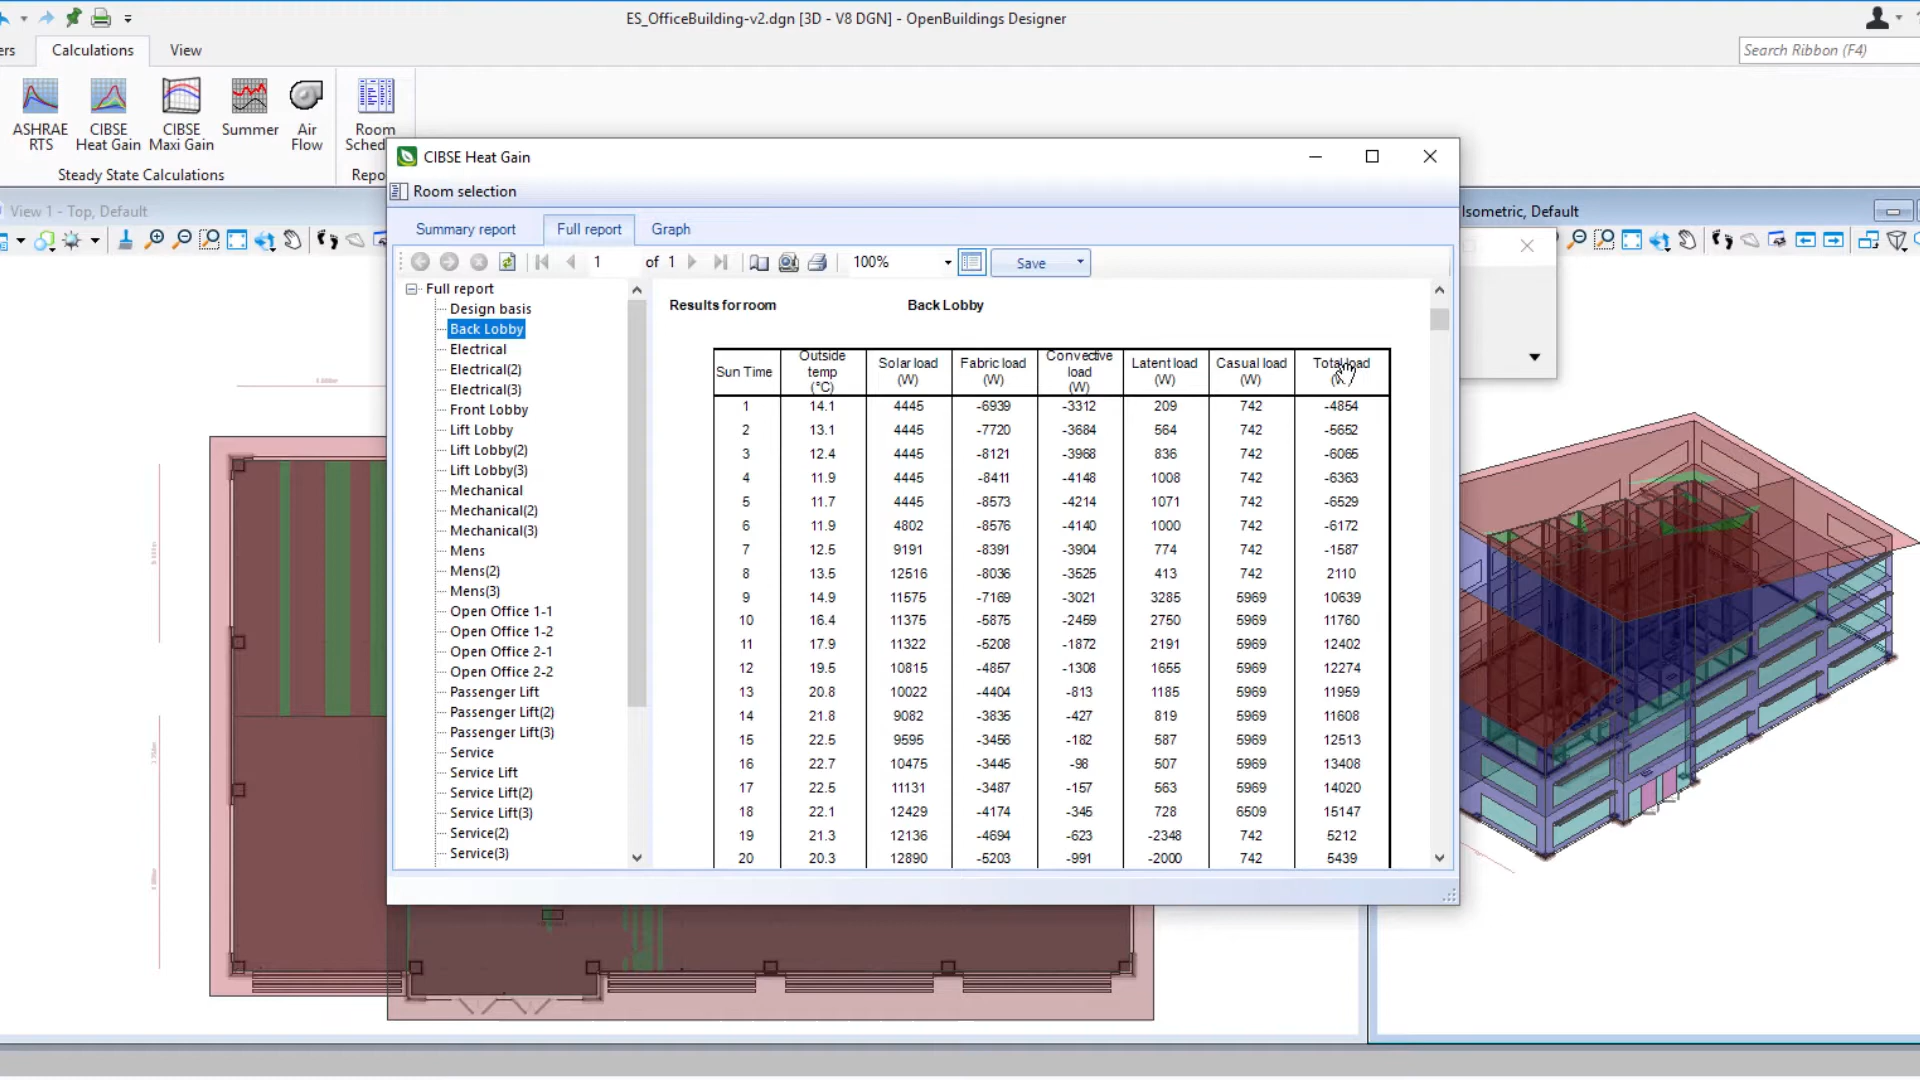 ES_OfficeBuilding-v2.dgn [3D - V8 DGN] - OpenBuildings Designer
ers Calculations View
Search Ribbon (F4)
ASHRAE RTS
CIBSE Heat Gain
CIBSE Maxi Gain
Summer
Air Flow
Room Sched
Steady State Calculations
Repo
CIBSE Heat Gain
Room selection
View 1 - Top, Default
Isometric, Default
Summary report Full report Graph
1 of 1 100% Save
Full report
Design basis
Back Lobby
Electrical
Electrical(2)
Electrical(3)
Front Lobby
Lift Lobby
Lift Lobby(2)
Lift Lobby(3)
Mechanical
Mechanical(2)
Mechanical(3)
Mens
Mens(2)
Mens(3)
Open Office 1-1
Open Office 1-2
Open Office 2-1
Open Office 2-2
Passenger Lift
Passenger Lift(2)
Passenger Lift(3)
Service
Service Lift
Service Lift(2)
Service Lift(3)
Service(2)
Service(3)
Results for room Back Lobby
Sun Time Outside temp (°C) Solar load (W) Fabric load (W) Convective load (W) Latent load (W) Casual load (W) Total load
1 14.1 4445 -6939 -3312 209 742 -4854
2 13.1 4445 -7720 -3684 564 742 -5652
3 12.4 4445 -8121 -3968 836 742 -6065
4 11.9 4445 -8411 -4148 1008 742 -6363
5 11.7 4445 -8573 -4214 1071 742 -6529
6 11.9 4802 -8576 -4140 1000 742 -6172
7 12.5 9191 -8391 -3904 774 742 -1587
8 13.5 12516 -8036 -3525 413 742 2110
9 14.9 11575 -7169 -3021 3285 5969 10639
10 16.4 11375 -5875 -2459 2750 5969 11760
11 17.9 11322 -5208 -1872 2191 5969 12402
12 19.5 10815 -4857 -1308 1655 5969 12274
13 20.8 10022 -4404 -813 1185 5969 11959
14 21.8 9082 -3835 -427 819 5969 11608
15 22.5 9595 -3456 -182 587 5969 12513
16 22.7 10475 -3445 -98 507 5969 13408
17 22.5 11131 -3487 -157 563 5969 14020
18 22.1 12429 -4174 -345 728 6509 15147
19 21.3 12136 -4694 -623 -2348 742 5212
20 20.3 12890 -5203 -991 -2000 742 5439